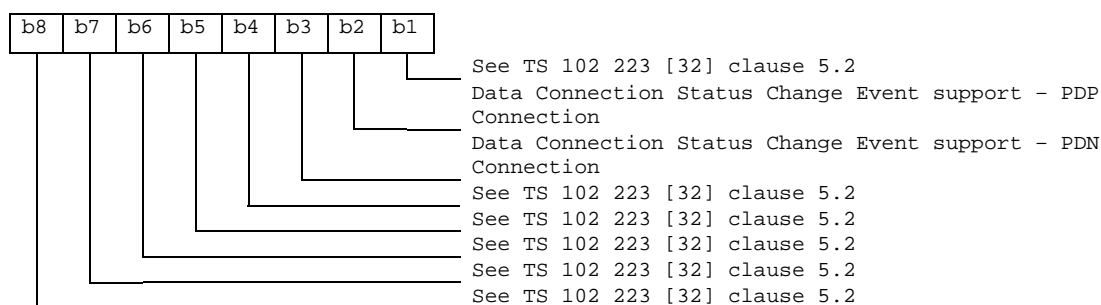 b8 b7 b6 b5 b4 b3 b2 b1
See TS 102 223 [32] clause 5.2
Data Connection Status Change Event support – PDP
Connection
Data Connection Status Change Event support – PDN
Connection
See TS 102 223 [32] clause 5.2
See TS 102 223 [32] clause 5.2
See TS 102 223 [32] clause 5.2
See TS 102 223 [32] clause 5.2
See TS 102 223 [32] clause 5.2